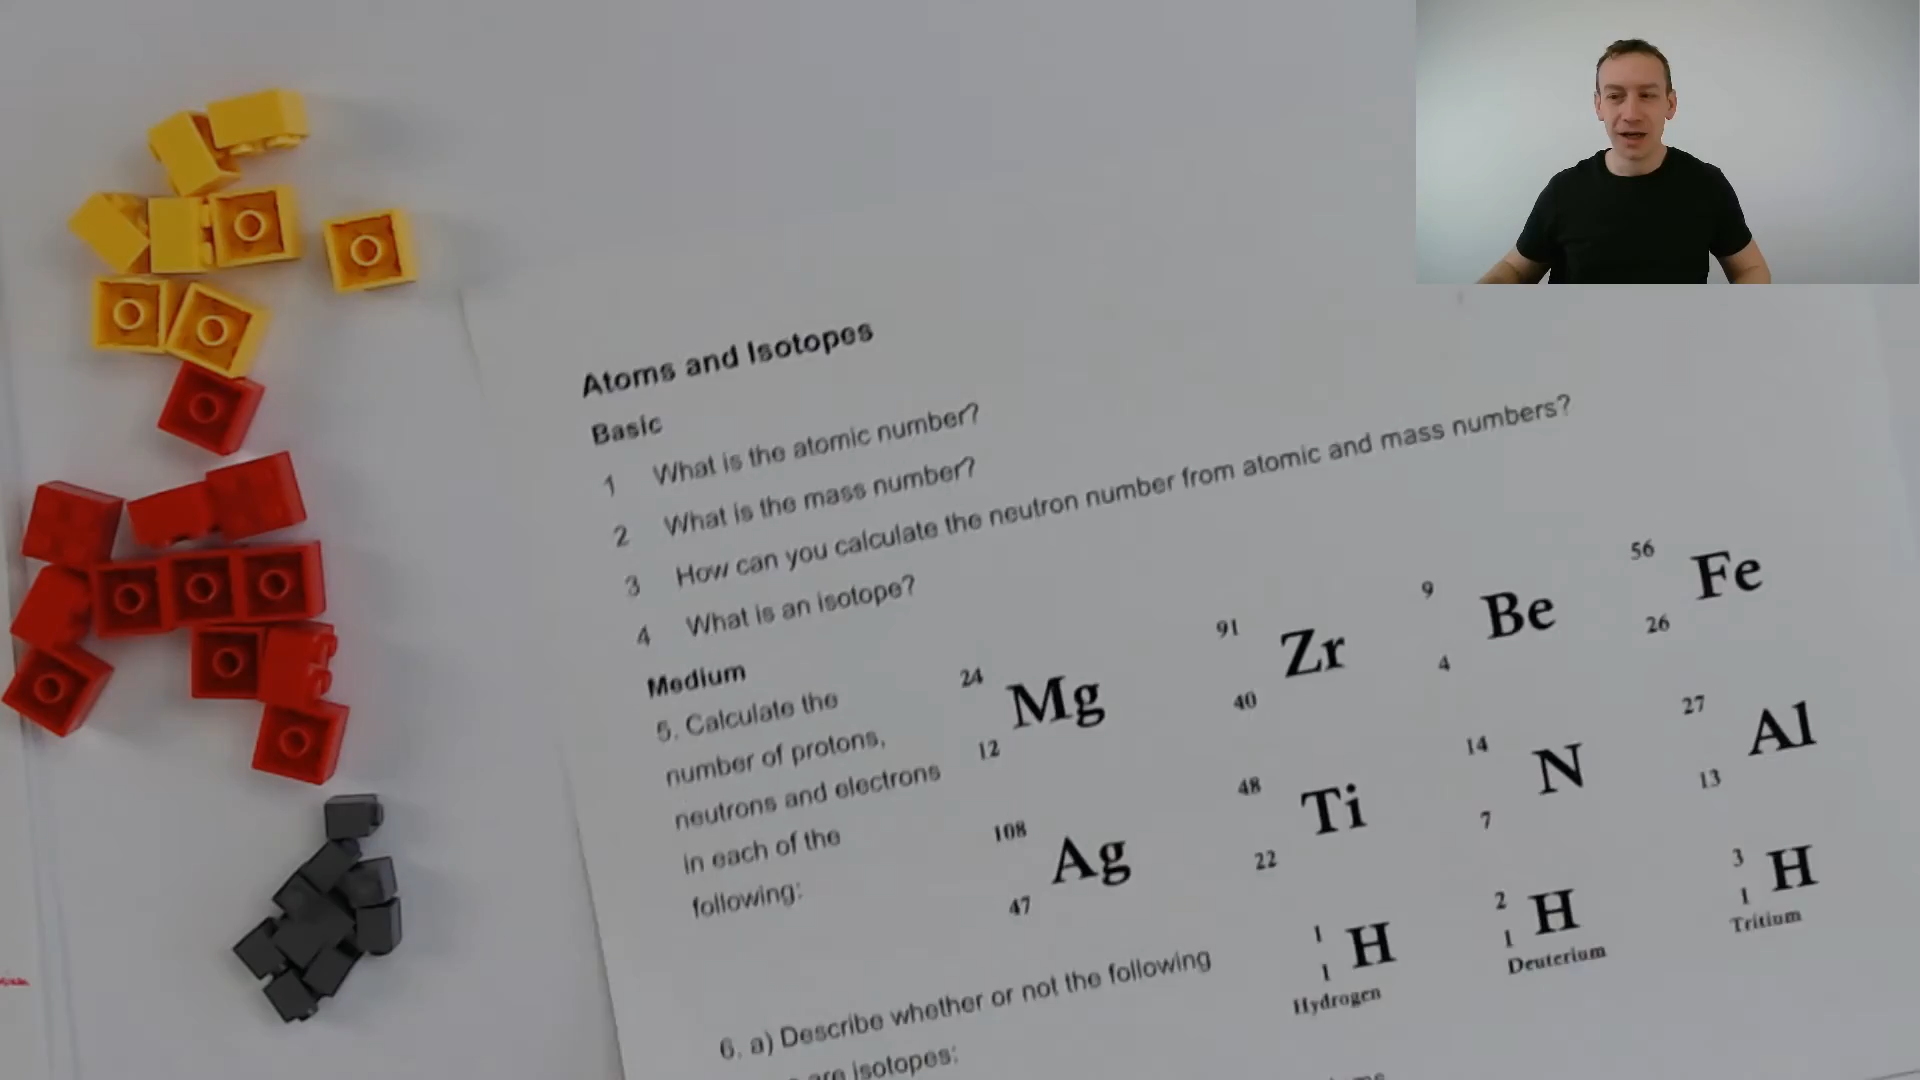 Atoms and Isotopes
Basic
1 What is the atomic number?
2 What is the mass number?
3 How can you calculate the neutron number from atomic and mass numbers?
4 What is an isotope?
Medium
5. Calculate the
number of protons,
neutrons and electrons
in each of the
following:
24
12
Mg
91
40
Zr
9
4
Be
56
26
Fe
108
47
Ag
48
22
Ti
14
7
N
27
13
Al
6. a) Describe whether or not the following
are isotopes:
1
1
H
Hydrogen
2
1
H
Deuterium
3
1
H
Tritium